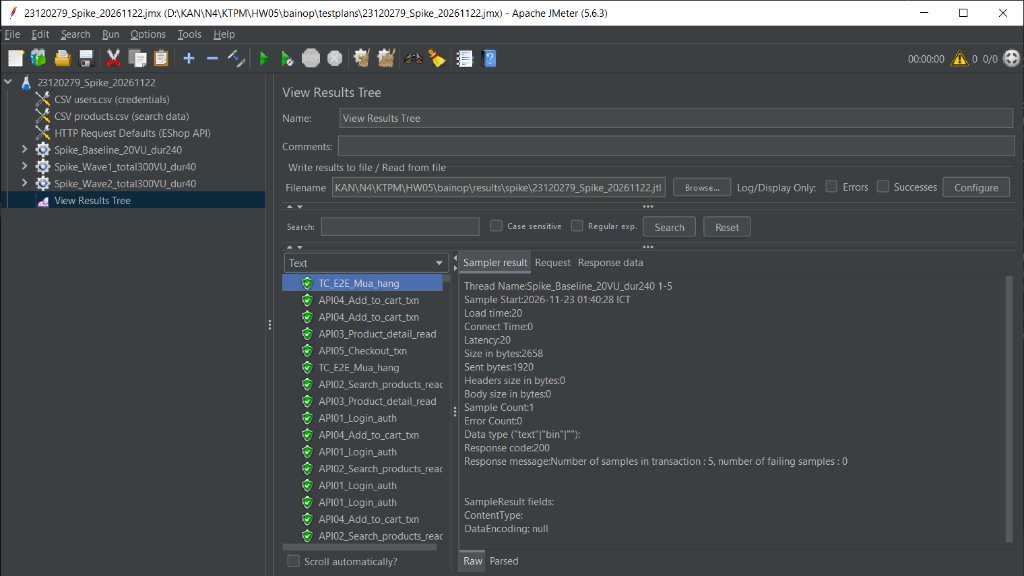 23120279_Spike_20261122.jmx (D:\KAN\N4\KTPM\HW05\bainop\testplans\23120279_Spike_20261122.jmx) - Apache JMeter (5.6.3)
File Edit Search Run Options Tools Help
00:00:00 0 0/0
23120279_Spike_20261122
CSV users.csv (credentials)
CSV products.csv (search data)
HTTP Request Defaults (EShop API)
Spike_Baseline_20VU_dur240
Spike_Wave1_total300VU_dur40
Spike_Wave2_total300VU_dur40
View Results Tree
View Results Tree
Name: View Results Tree
Comments:
Write results to file / Read from file
Filename KAN\N4\KTPM\HW05\bainop\results\spike\23120279_Spike_20261122.jtl Browse... Log/Display Only: Errors Successes Configure
Search: Case sensitive Regular exp. Search Reset
Text
TC_E2E_Mua_hang
API04_Add_to_cart_txn
API04_Add_to_cart_txn
API03_Product_detail_read
API05_Checkout_txn
TC_E2E_Mua_hang
API02_Search_products_reac
API03_Product_detail_read
API01_Login_auth
API04_Add_to_cart_txn
API01_Login_auth
API02_Search_products_reac
API01_Login_auth
API01_Login_auth
API04_Add_to_cart_txn
API02_Search_products_reac
Scroll automatically?
Sampler result Request Response data
Thread Name:Spike_Baseline_20VU_dur240 1-5
Sample Start:2026-11-23 01:40:28 ICT
Load time:20
Connect Time:0
Latency:20
Size in bytes:2658
Sent bytes:1920
Headers size in bytes:0
Body size in bytes:0
Sample Count:1
Error Count:0
Data type ("text"|"bin"|""):
Response code:200
Response message:Number of samples in transaction : 5, number of failing samples : 0
SampleResult fields:
ContentType:
DataEncoding: null
Raw Parsed